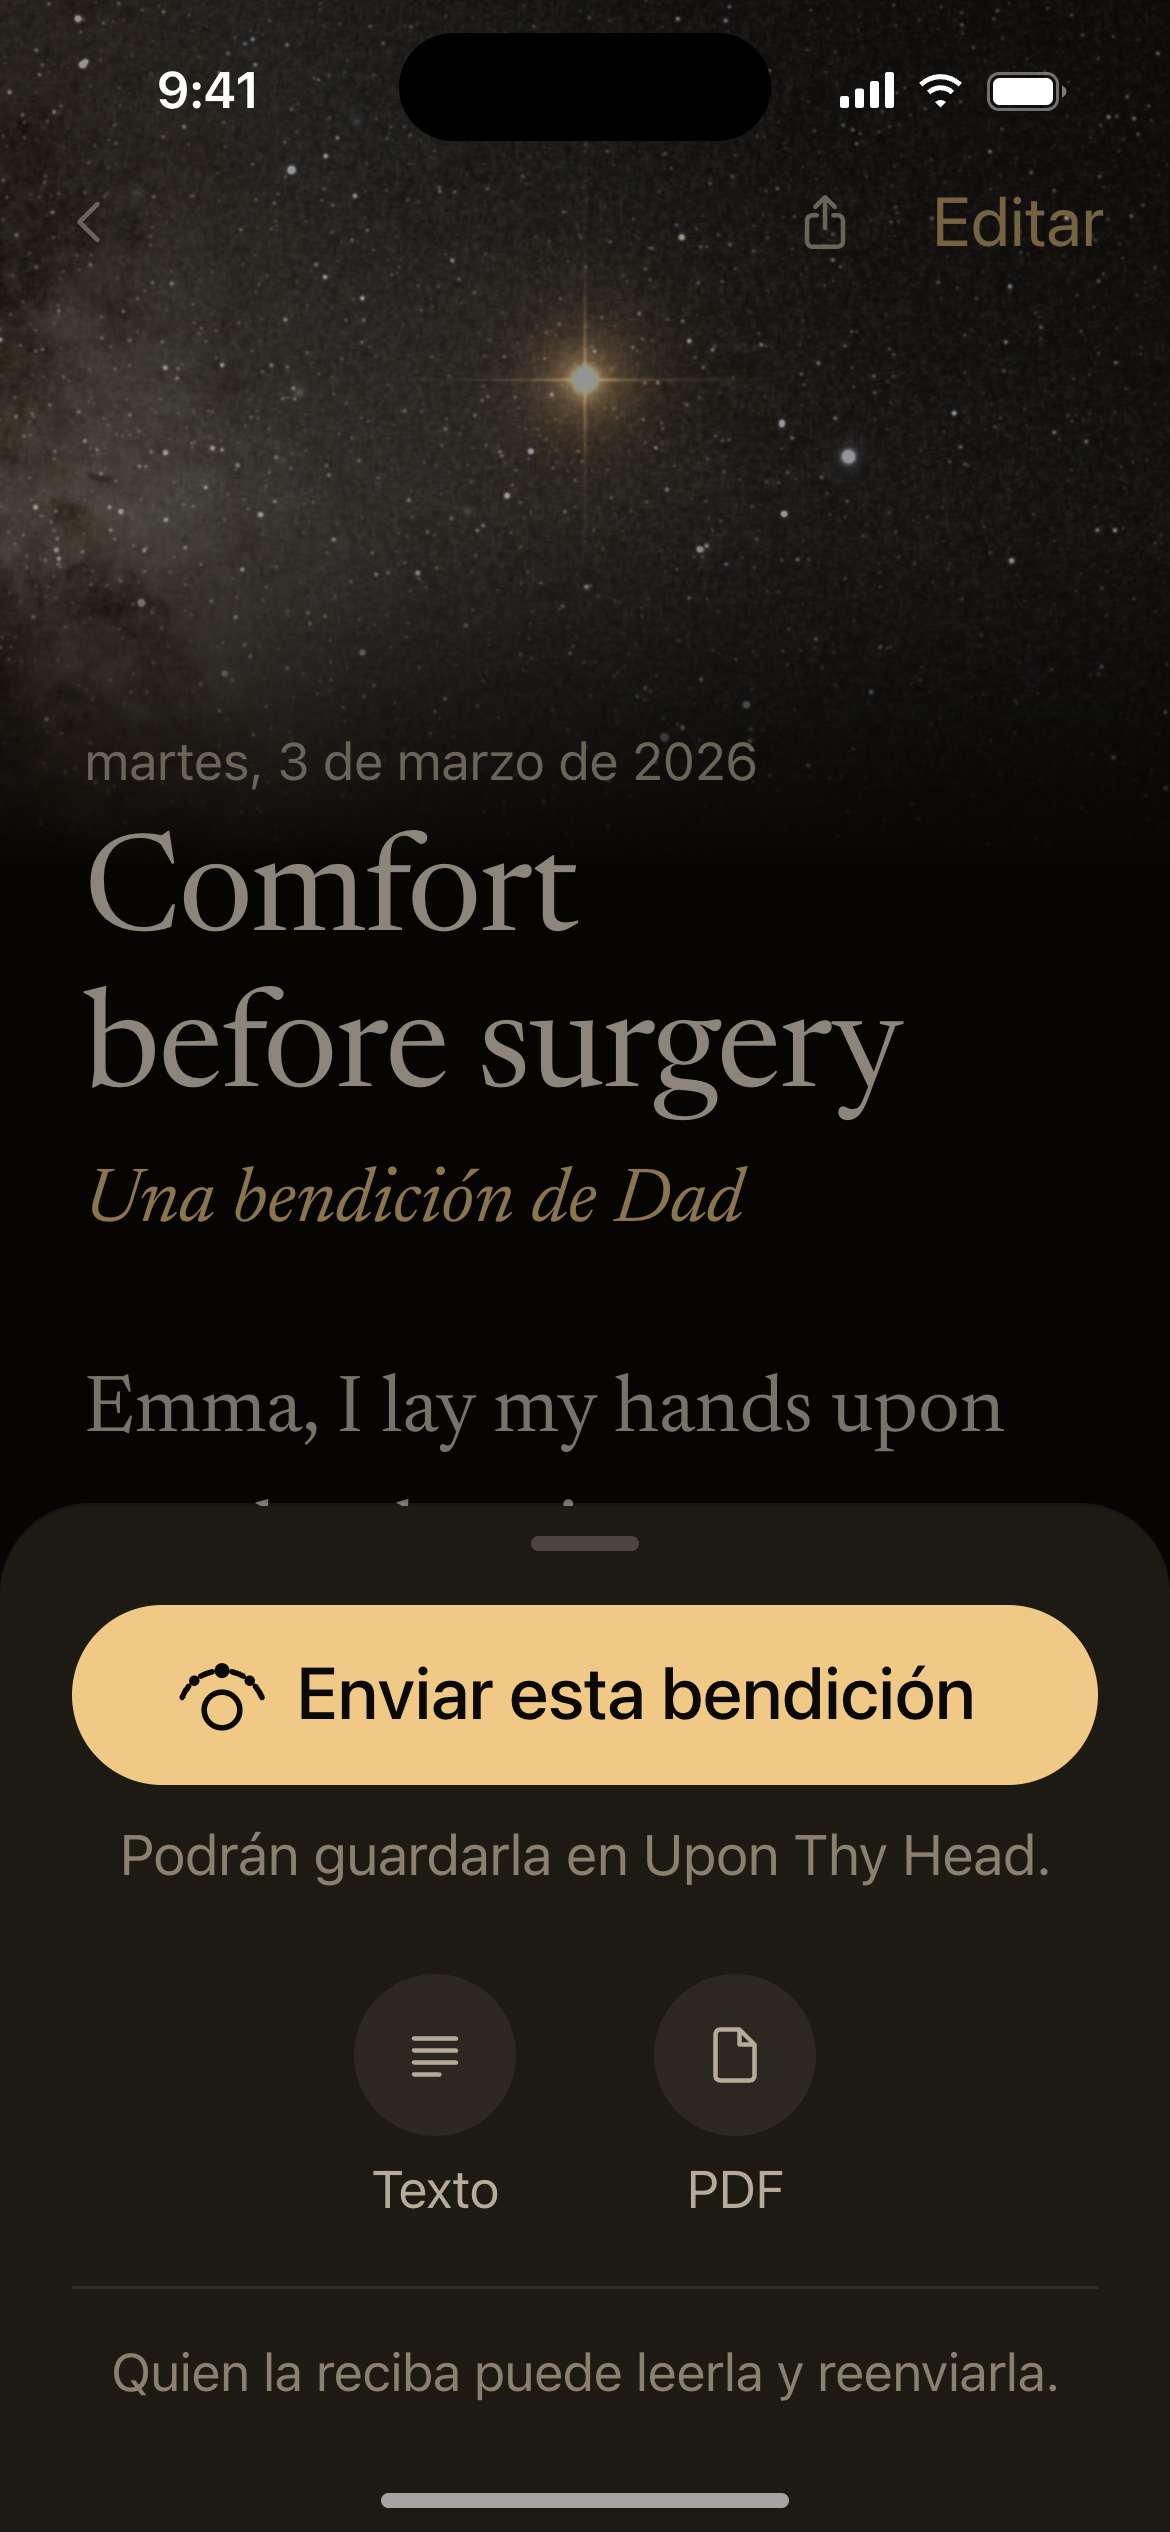 9:41
Editar
martes, 3 de marzo de 2026
Comfort
before surgery
Una bendición de Dad
Emma, I lay my hands upon
Enviar esta bendición
Podrán guardarla en Upon Thy Head.
Texto
PDF
Quien la reciba puede leerla y reenviarla.